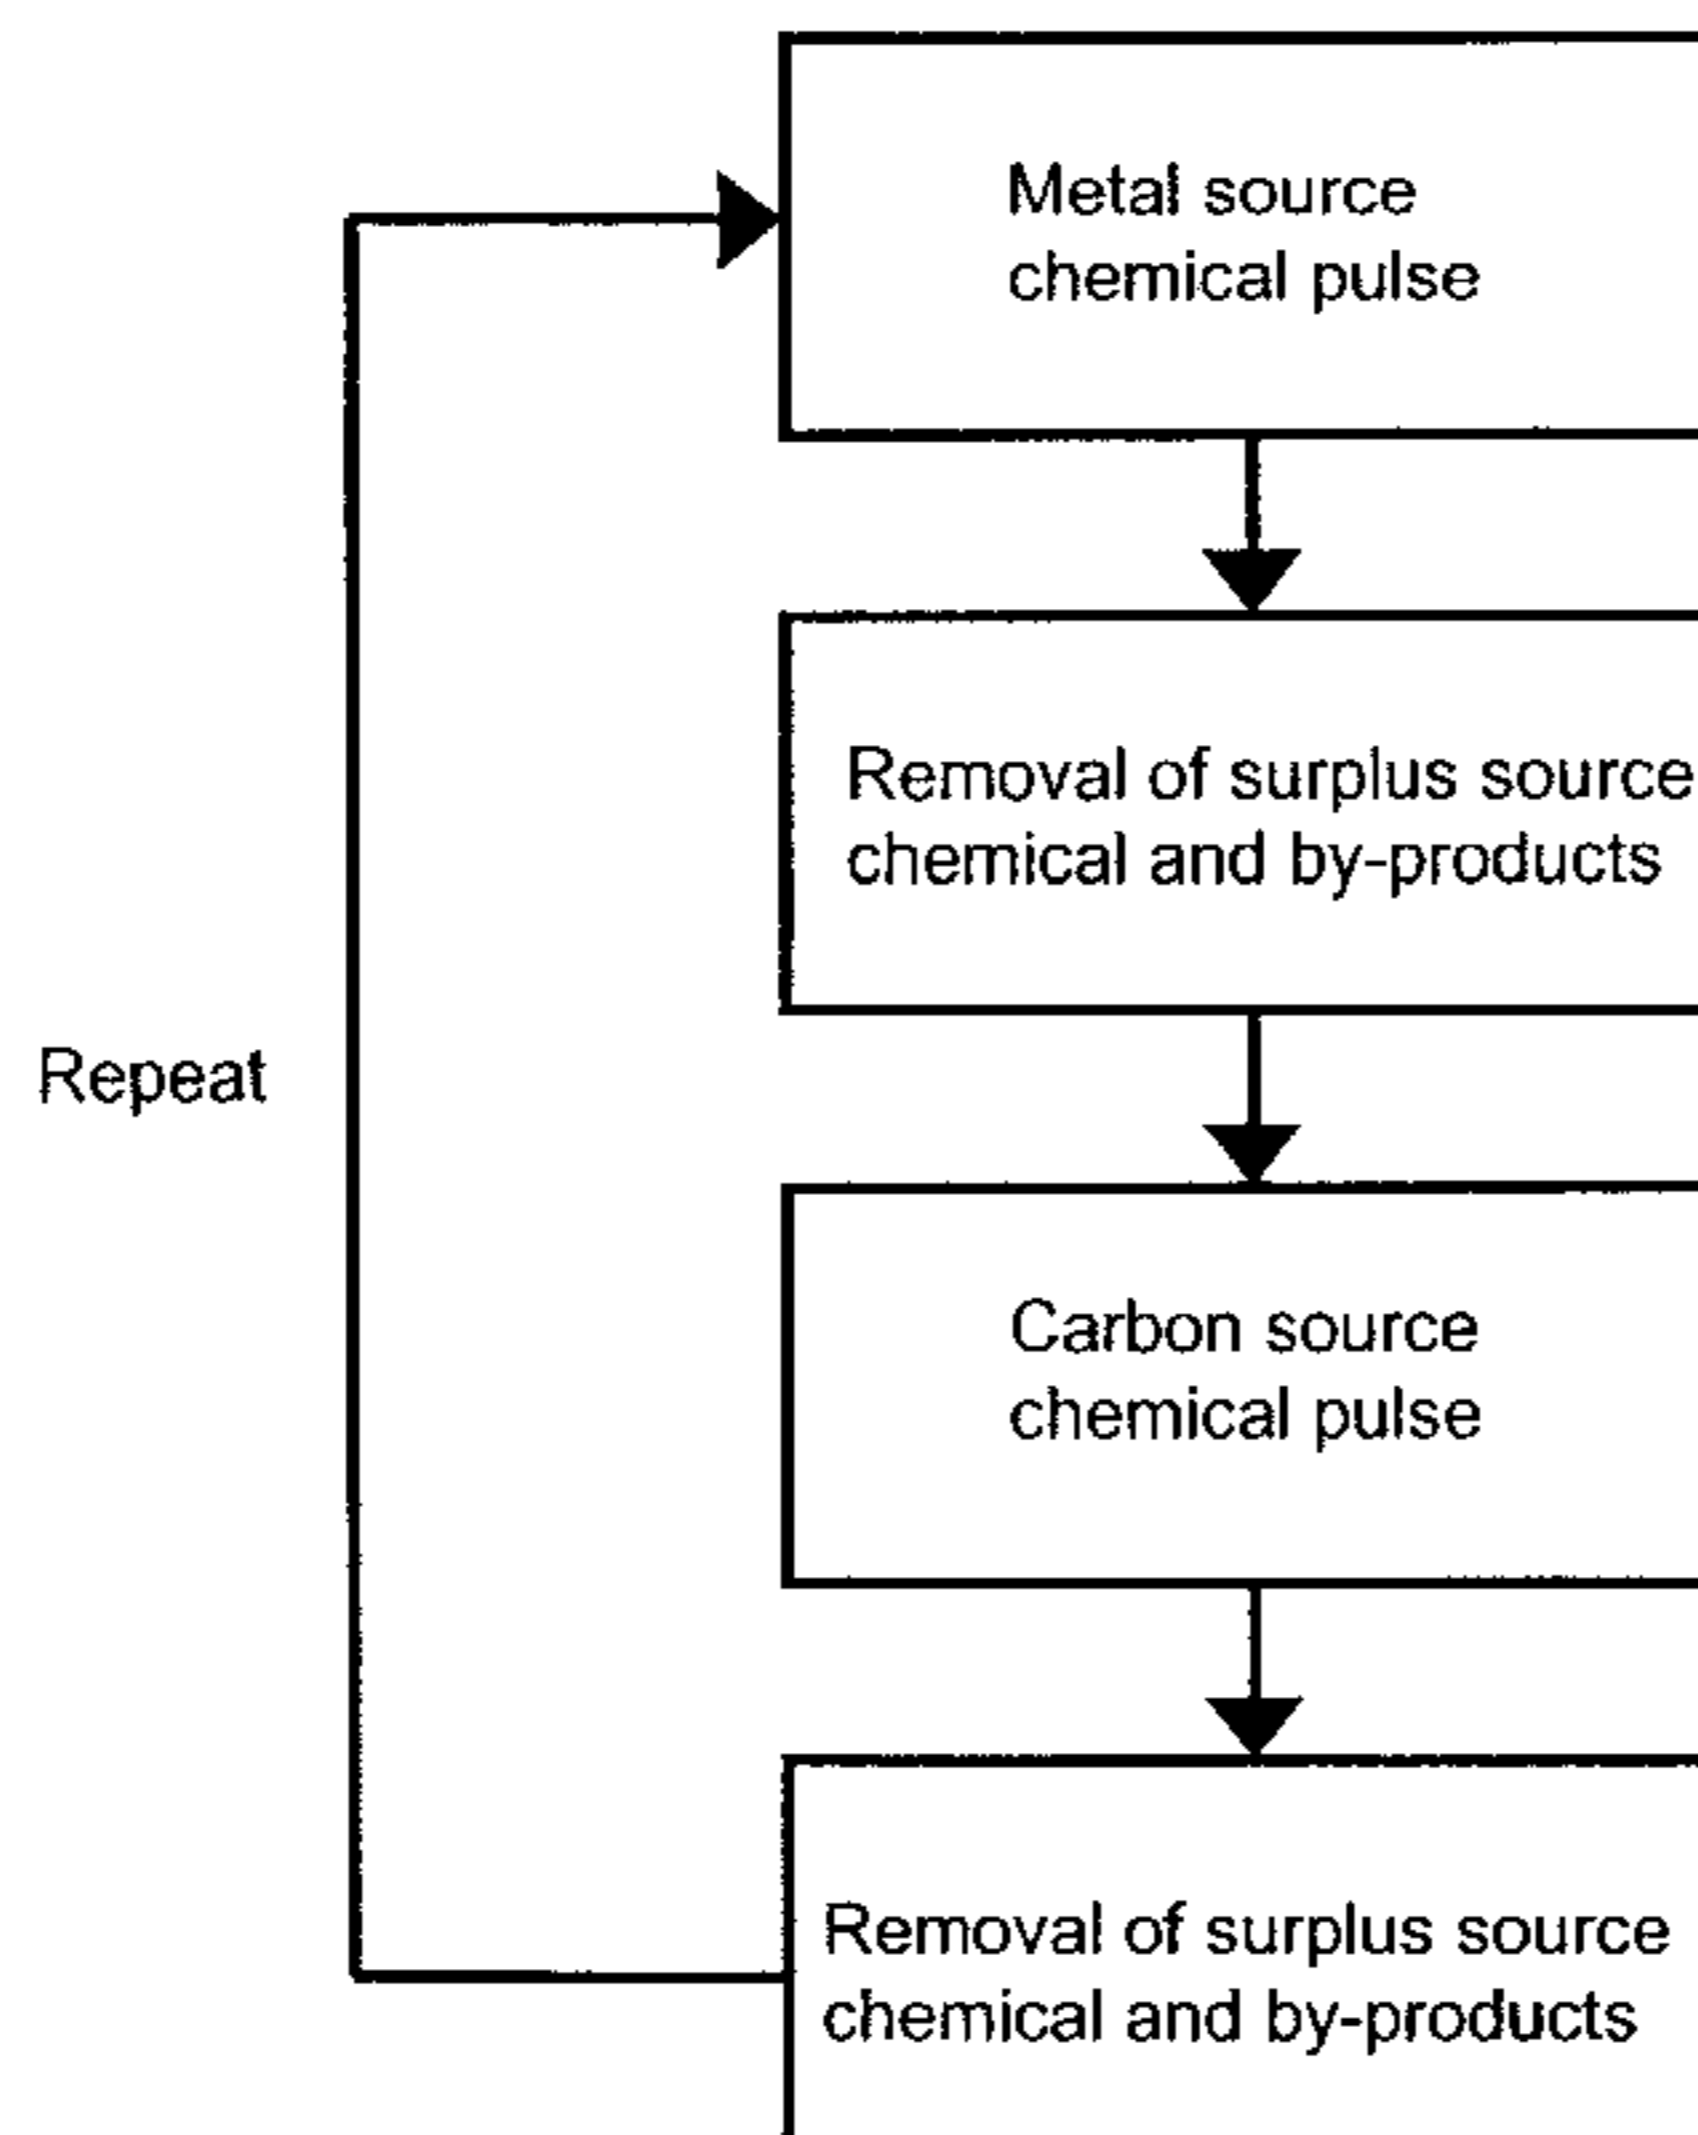 Metal source
chemical pulse
Removal of surplus source
chemical and by-products
Repeat
Carbon source
chemical pulse
Removal of surplus source
chemical and by-products